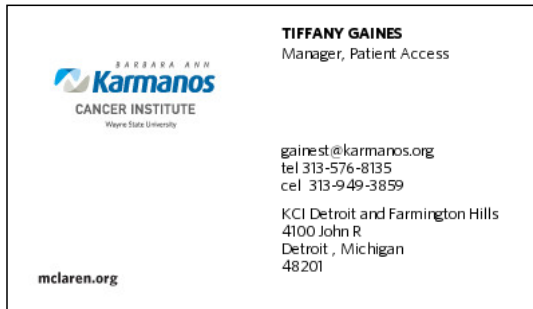 BARBARA ANN
Karmanos
CANCER INSTITUTE
Wayne State University
mclaren.org
TIFFANY GAINES
Manager, Patient Access
gainest@karmanos.org
tel 313-576-8135
cel 313-949-3859
KCI Detroit and Farmington Hills
4100 John R
Detroit , Michigan
48201